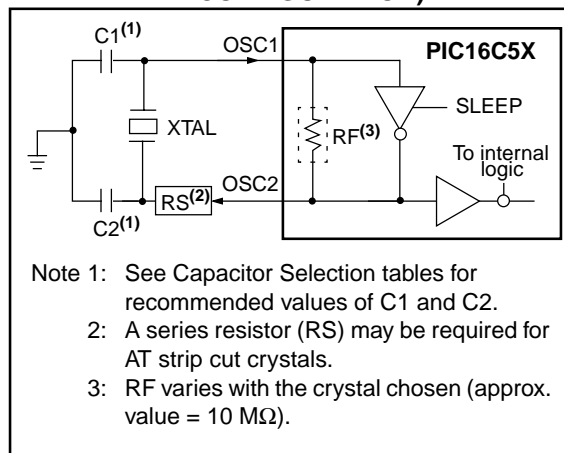 C1(1)
OSC1
PIC16C5X
SLEEP
XTAL
RF(3)
To internal
logic
OSC2
RS(2)
C2(1)
Note 1: See Capacitor Selection tables for
recommended values of C1 and C2.
2: A series resistor (RS) may be required for
AT strip cut crystals.
3: RF varies with the crystal chosen (approx.
value = 10 MΩ).